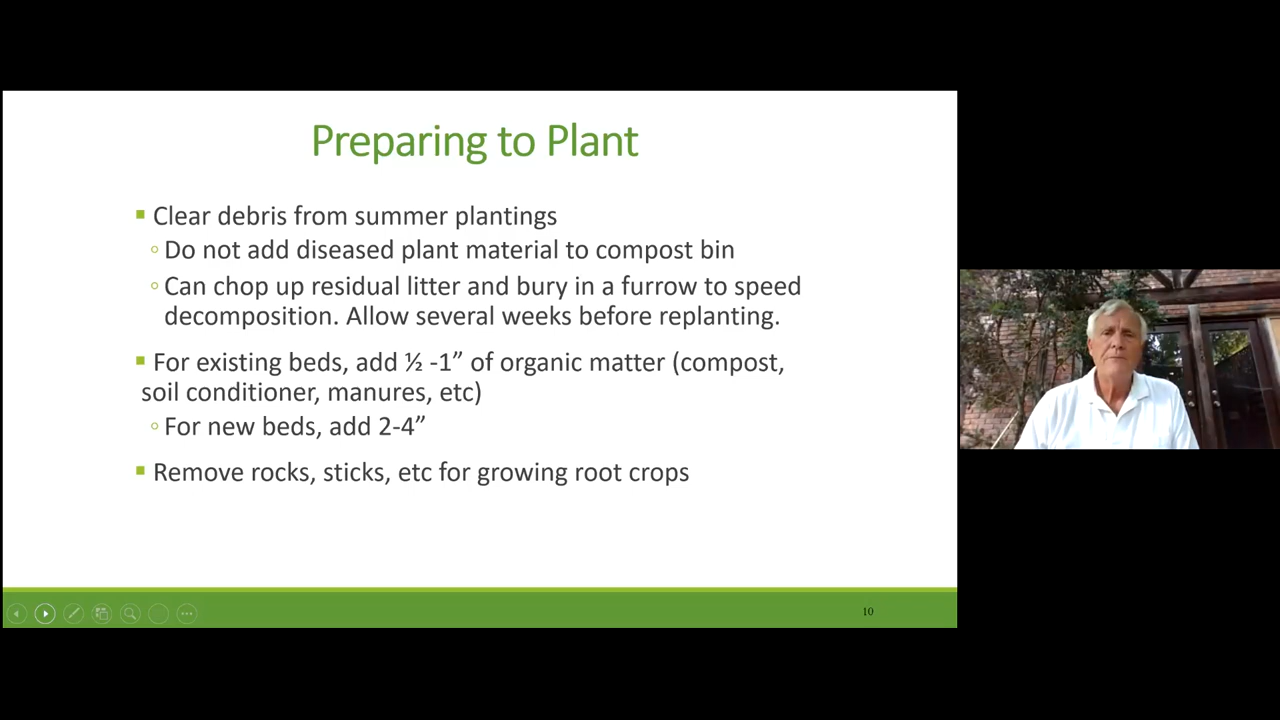 Preparing to Plant
Clear debris from summer plantings
Do not add diseased plant material to compost bin
Can chop up residual litter and bury in a furrow to speed
decomposition. Allow several weeks before replanting.
For existing beds, add ½ -1” of organic matter (compost,
soil conditioner, manures, etc)
For new beds, add 2-4”
Remove rocks, sticks, etc for growing root crops
10